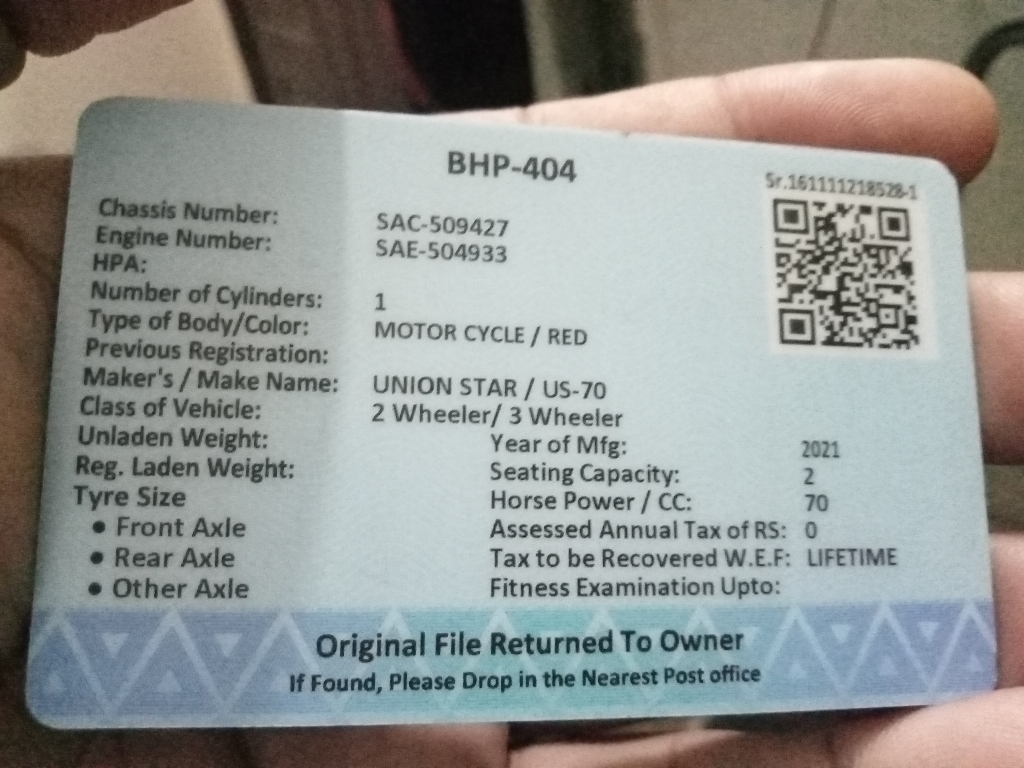 BHP-404
Sr.161111218528-1
Chassis Number: SAC-509427
Engine Number: SAE-504933
HPA:
Number of Cylinders: 1
Type of Body/Color: MOTOR CYCLE / RED
Previous Registration:
Maker's / Make Name: UNION STAR / US-70
Class of Vehicle: 2 Wheeler/ 3 Wheeler
Unladen Weight: Year of Mfg: 2021
Reg. Laden Weight: Seating Capacity: 2
Tyre Size Horse Power / CC: 70
• Front Axle Assessed Annual Tax of RS: 0
• Rear Axle Tax to be Recovered W.E.F: LIFETIME
• Other Axle Fitness Examination Upto:
Original File Returned To Owner
If Found, Please Drop in the Nearest Post office